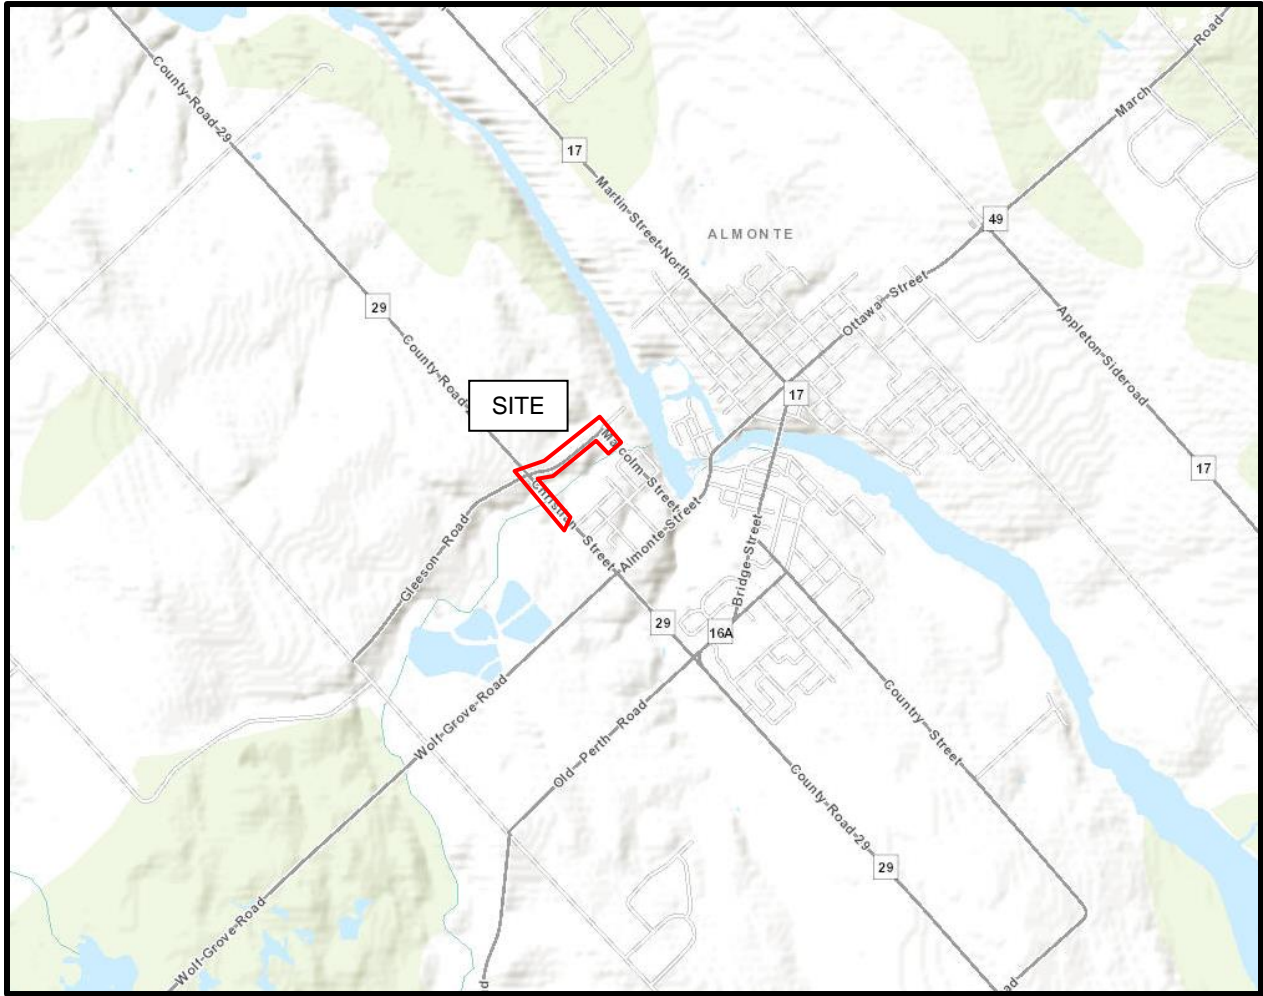 Road
March
County-Road-29
17
Martin-Street-North
ALMONTE
49
29
Ottawa-Street
Appleton-Sideroad
County-Road-
SITE
17
Malcolm-Street
17
Christian-Street
Almonte-Street
Gleeson-Road
Bridge-Street
29
16A
Wolf-Grove-Road
Country-Street
Old-Perth-Road
County-Road-29
29
Wolf-Grove-Road
ad
d